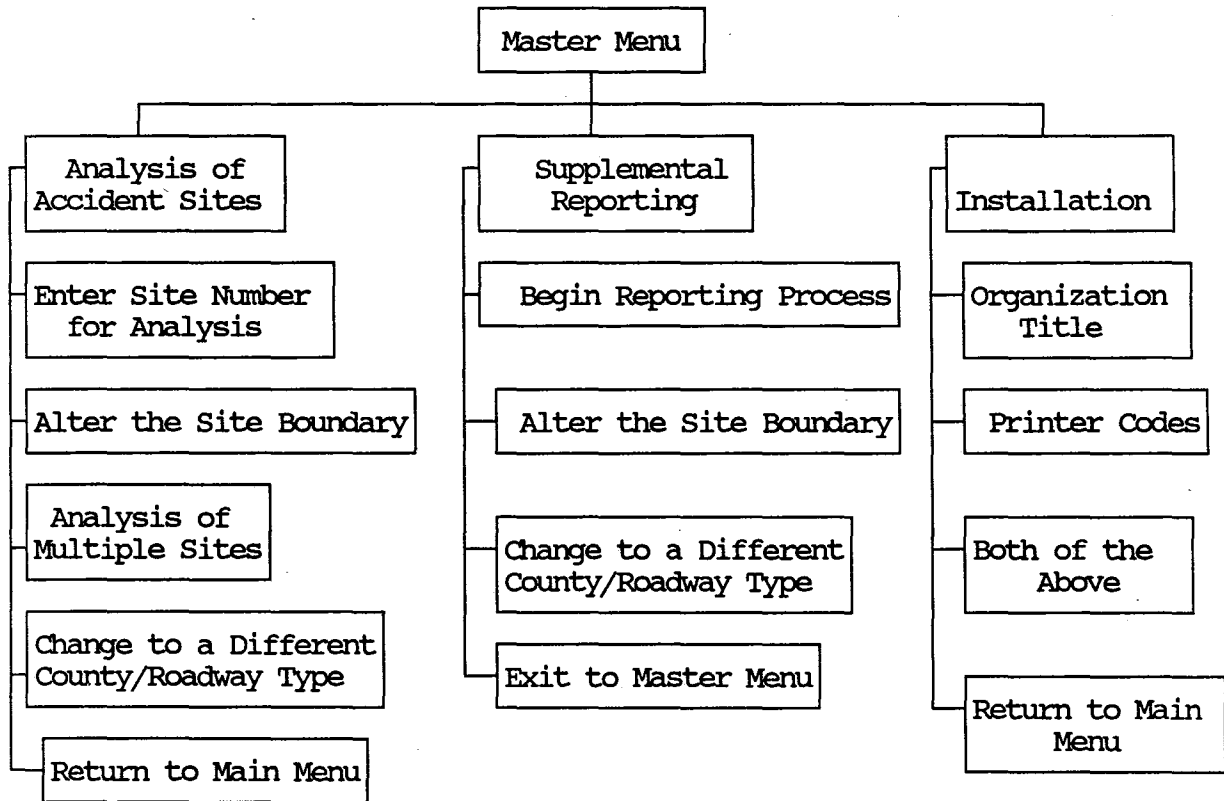 Master Menu
Analysis of
Accident Sites
Enter Site Number
for Analysis
Alter the Site Boundary
Analysis of
Multiple Sites
Change to a Different
County/Roadway Type
Return to Main Menu
Supplemental
Reporting
Begin Reporting Process
Alter the Site Boundary
Change to a Different
County/Roadway Type
Exit to Master Menu
Installation
Organization
Title
Printer Codes
Both of the
Above
Return to Main
Menu